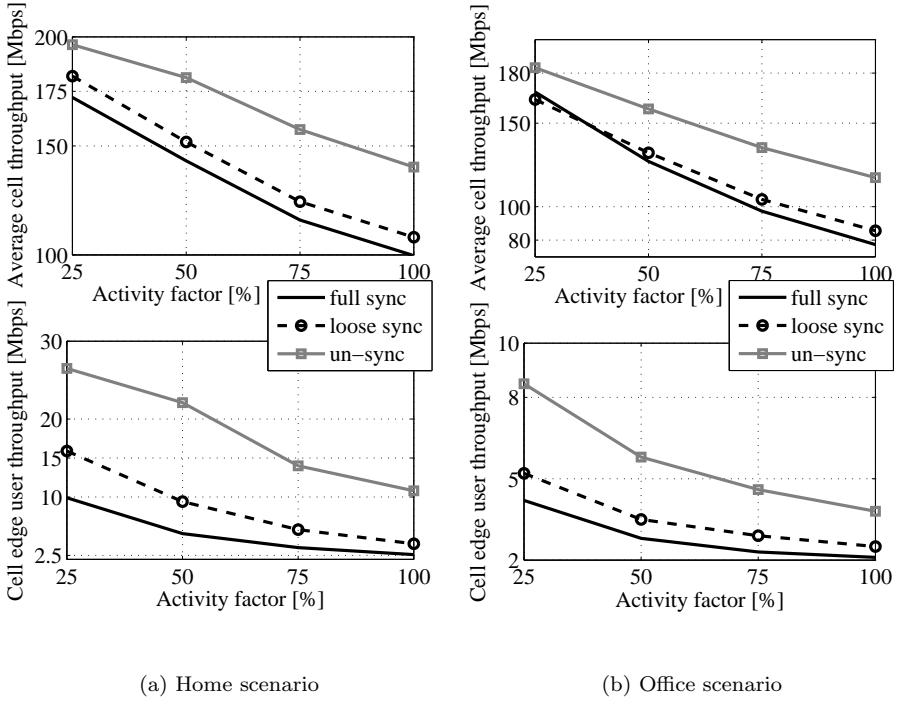 Average cell throughput [Mbps]
200
175
150
100
25
50
75
100
Activity factor [%]
Average cell throughput [Mbps]
180
150
100
80
25
50
75
100
Activity factor [%]
full sync
loose sync
un−sync
full sync
loose sync
un−sync
Cell edge user throughput [Mbps]
30
20
15
10
2.5
25
50
75
100
Activity factor [%]
Cell edge user throughput [Mbps]
10
8
5
2
25
50
75
100
Activity factor [%]
(a) Home scenario
(b) Office scenario